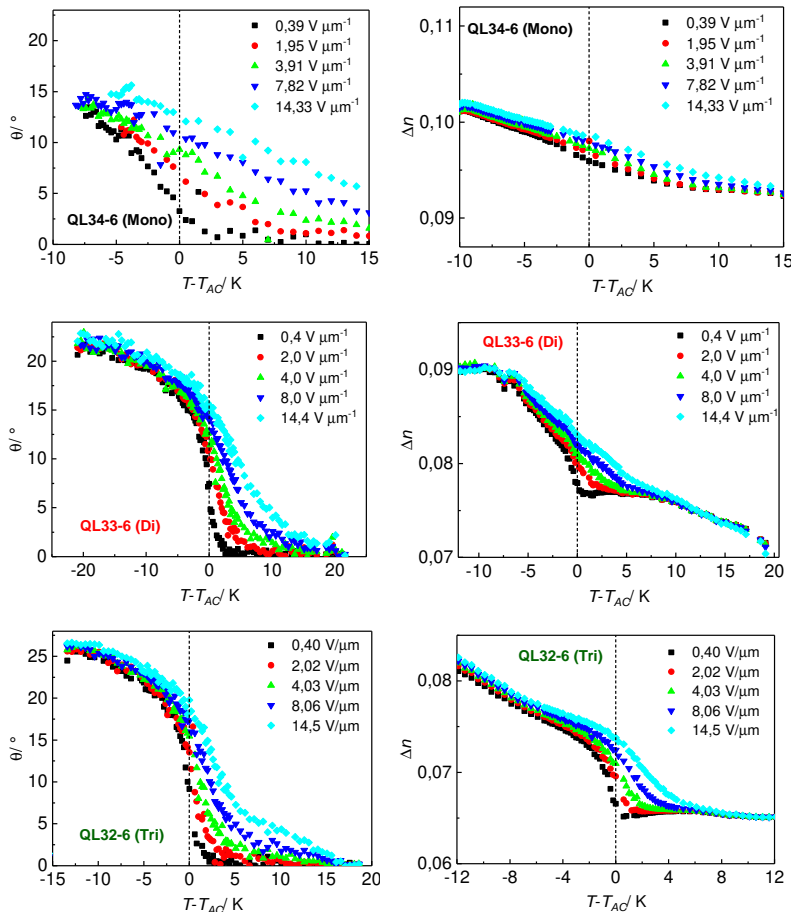 25
20
15
10
5
0
θ/ °
0,39 V μm⁻¹
1,95 V μm⁻¹
3,91 V μm⁻¹
7,82 V μm⁻¹
14,33 V μm⁻¹
QL34-6 (Mono)
-10 -5 0 5 10 15
T-T_AC/ K
0,11
0,10
0,09
Δn
QL34-6 (Mono)
0,39 V μm⁻¹
1,95 V μm⁻¹
3,91 V μm⁻¹
7,82 V μm⁻¹
14,33 V μm⁻¹
-10 -5 0 5 10 15
T-T_AC/ K
20
15
10
5
0
θ/ °
0,4 V μm⁻¹
2,0 V μm⁻¹
4,0 V μm⁻¹
8,0 V μm⁻¹
14,4 V μm⁻¹
QL33-6 (Di)
-20 -10 0 10 20
T-T_AC/ K
0,09
0,08
0,07
Δn
QL33-6 (Di)
0,4 V μm⁻¹
2,0 V μm⁻¹
4,0 V μm⁻¹
8,0 V μm⁻¹
14,4 V μm⁻¹
-10 -5 0 5 10 15 20
T-T_AC/ K
25
20
15
10
5
0
θ/ °
0,40 V/μm
2,02 V/μm
4,03 V/μm
8,06 V/μm
14,5 V/μm
QL32-6 (Tri)
-15 -10 -5 0 5 10 15 20
T-T_AC/ K
0,08
0,07
0,06
Δn
QL32-6 (Tri)
0,40 V/μm
2,02 V/μm
4,03 V/μm
8,06 V/μm
14,5 V/μm
-12 -8 -4 0 4 8 12
T-T_AC/ K